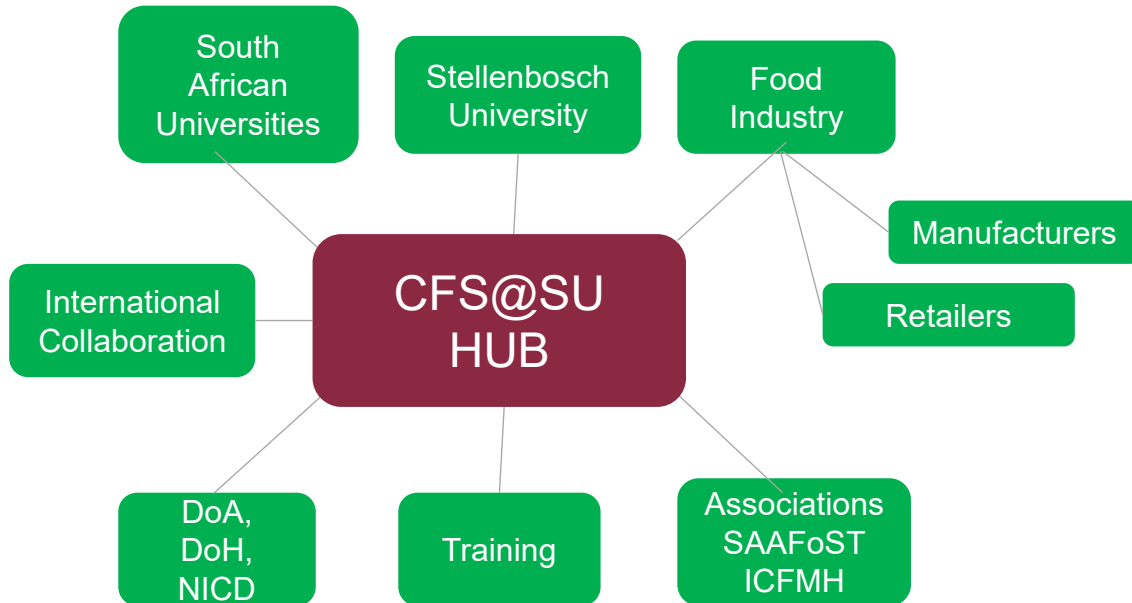 South
African
Universities
Stellenbosch
University
Food
Industry
Manufacturers
Retailers
International
Collaboration
CFS@SU
HUB
DoA,
DoH,
NICD
Training
Associations
SAAFoST
ICFMH